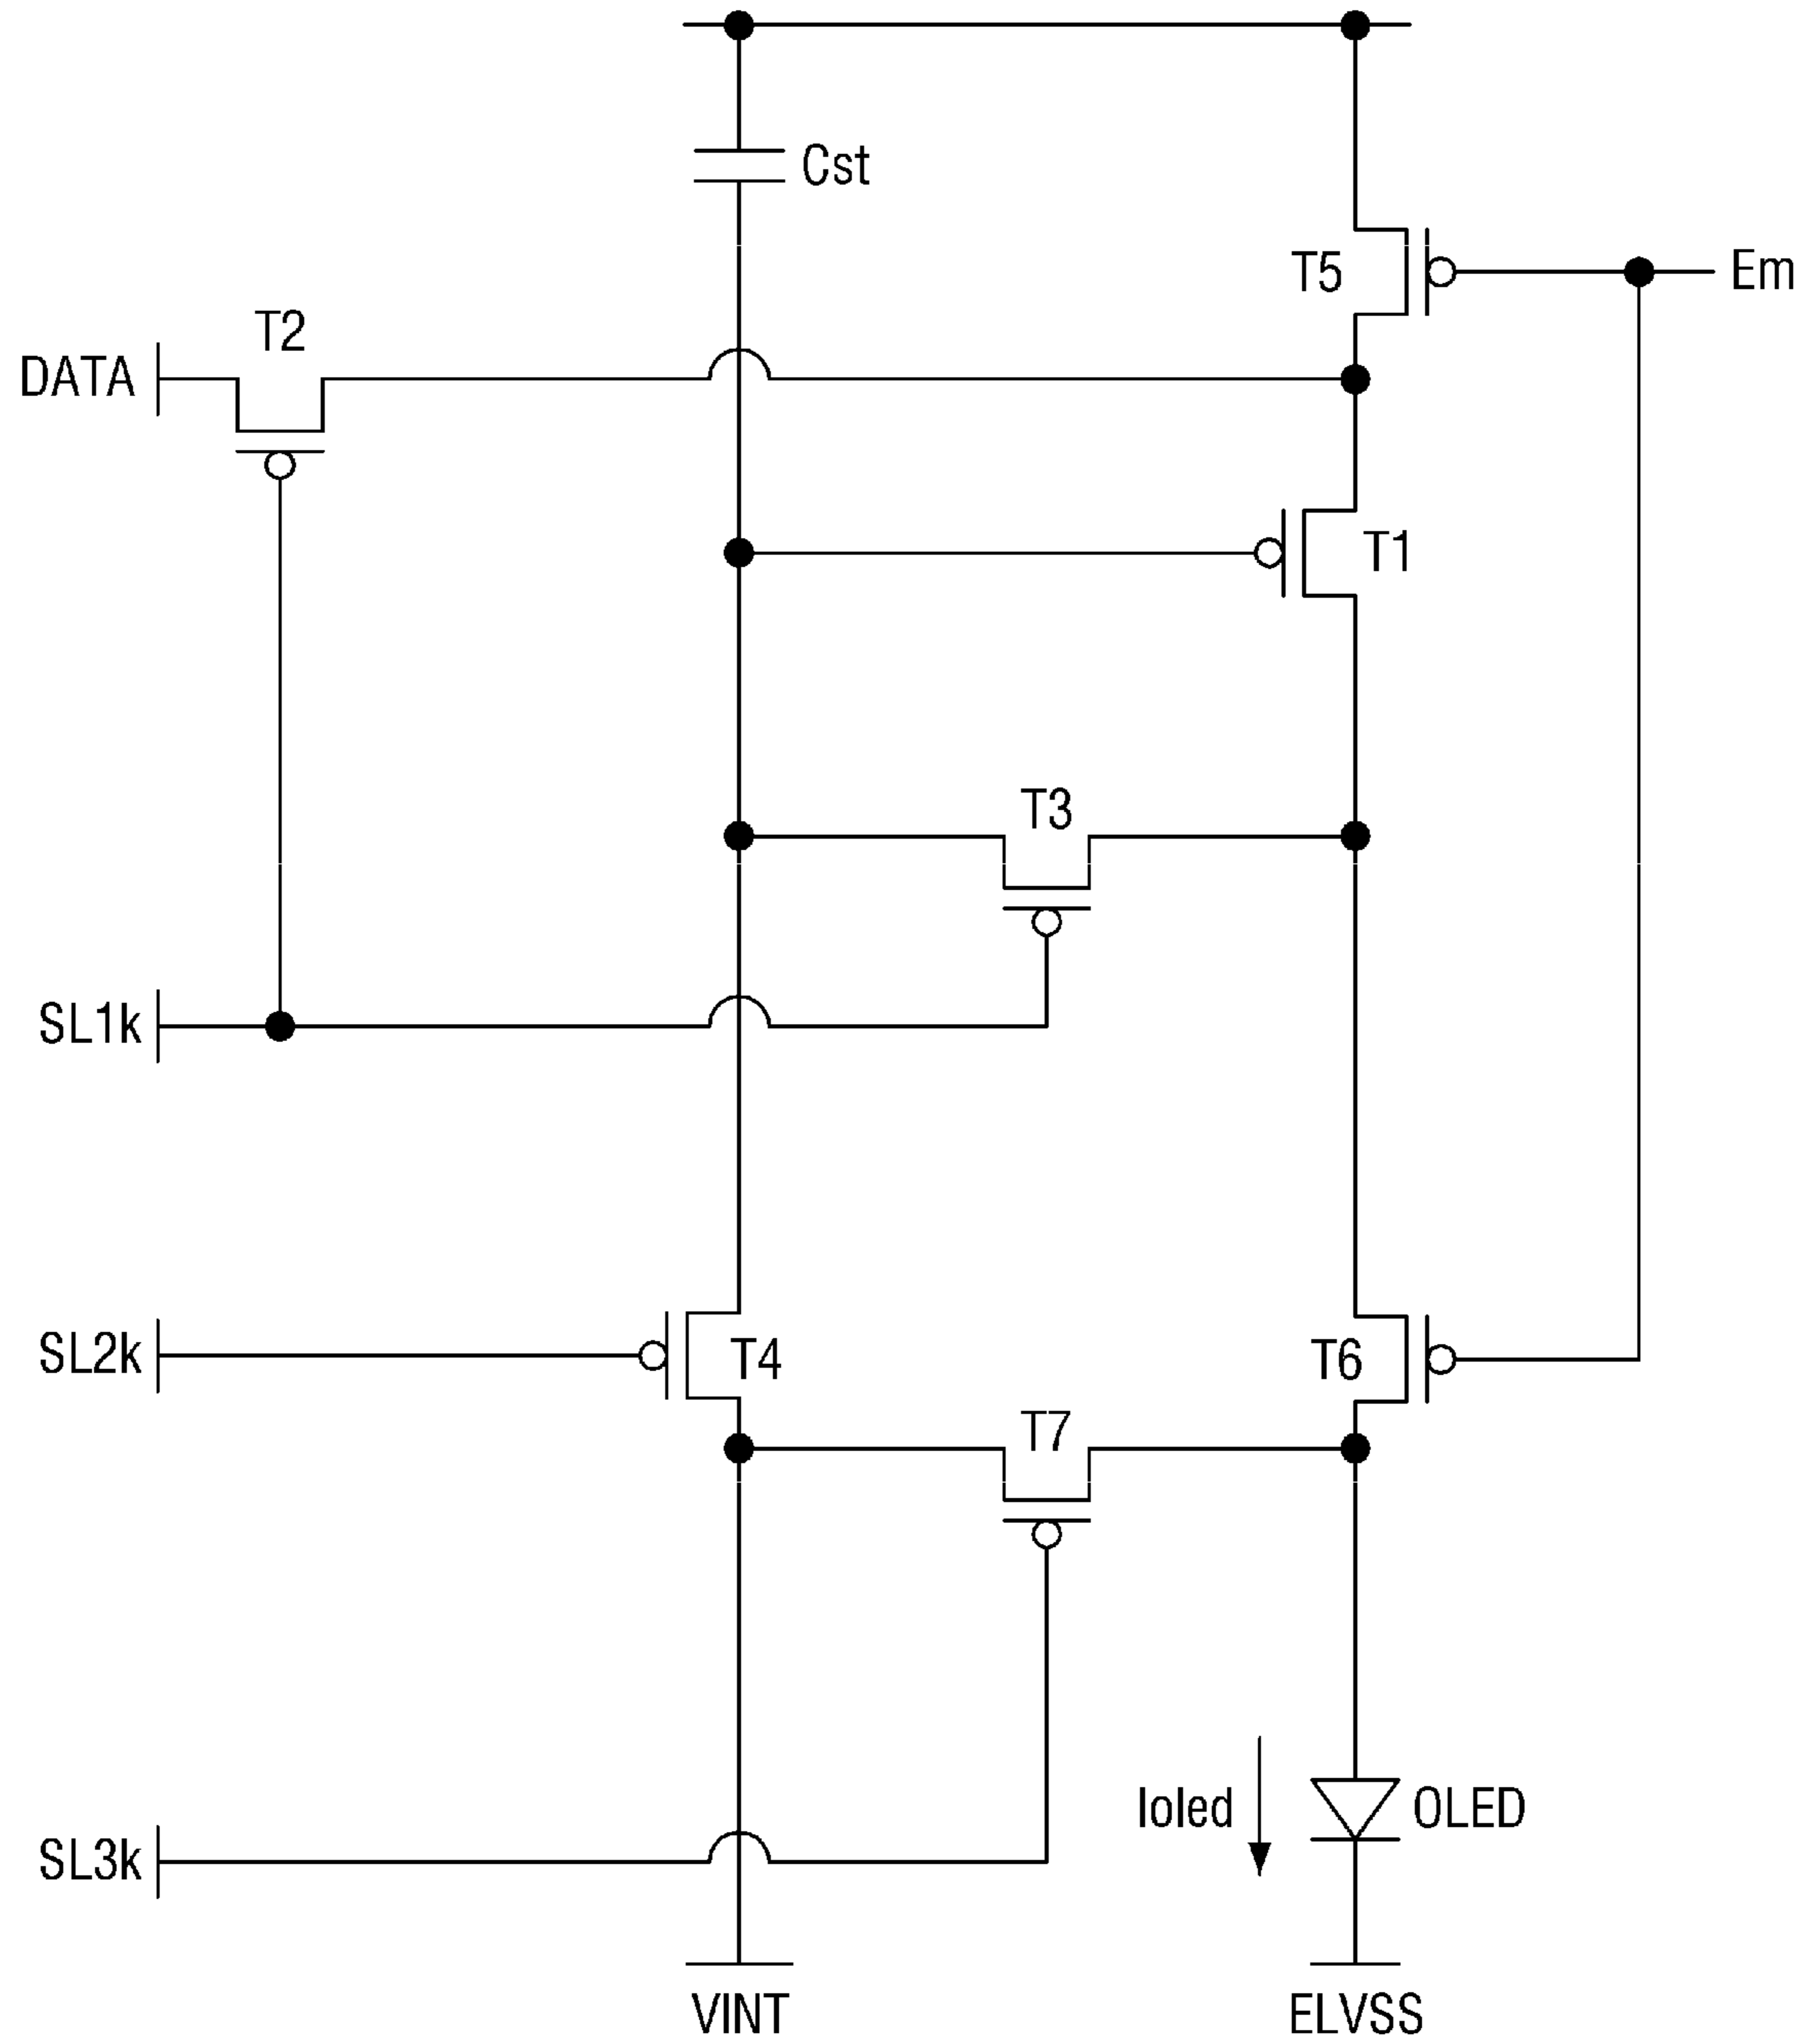 Cst
T5
Em
T2
DATA
T1
T3
SL1k
SL2k
T4
T6
T7
Ioled
OLED
SL3k
VINT
ELVSS